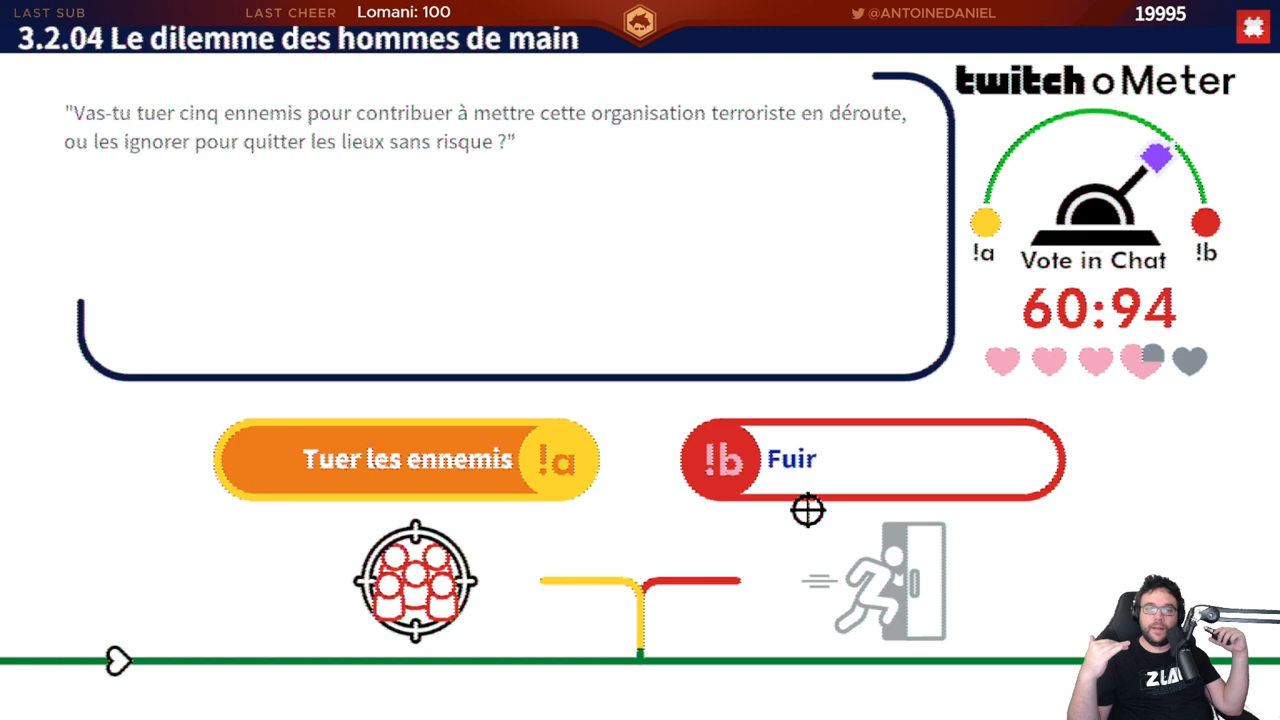 LAST SUB
LAST CHEER Lomani: 100
@ANTOINEDANIEL
19995
3.2.04 Le dilemme des hommes de main
"Vas-tu tuer cinq ennemis pour contribuer à mettre cette organisation terroriste en déroute,
ou les ignorer pour quitter les lieux sans risque ?"
twitch o Meter
!a
Vote in Chat
!b
60:94
Tuer les ennemis !a
!b Fuir